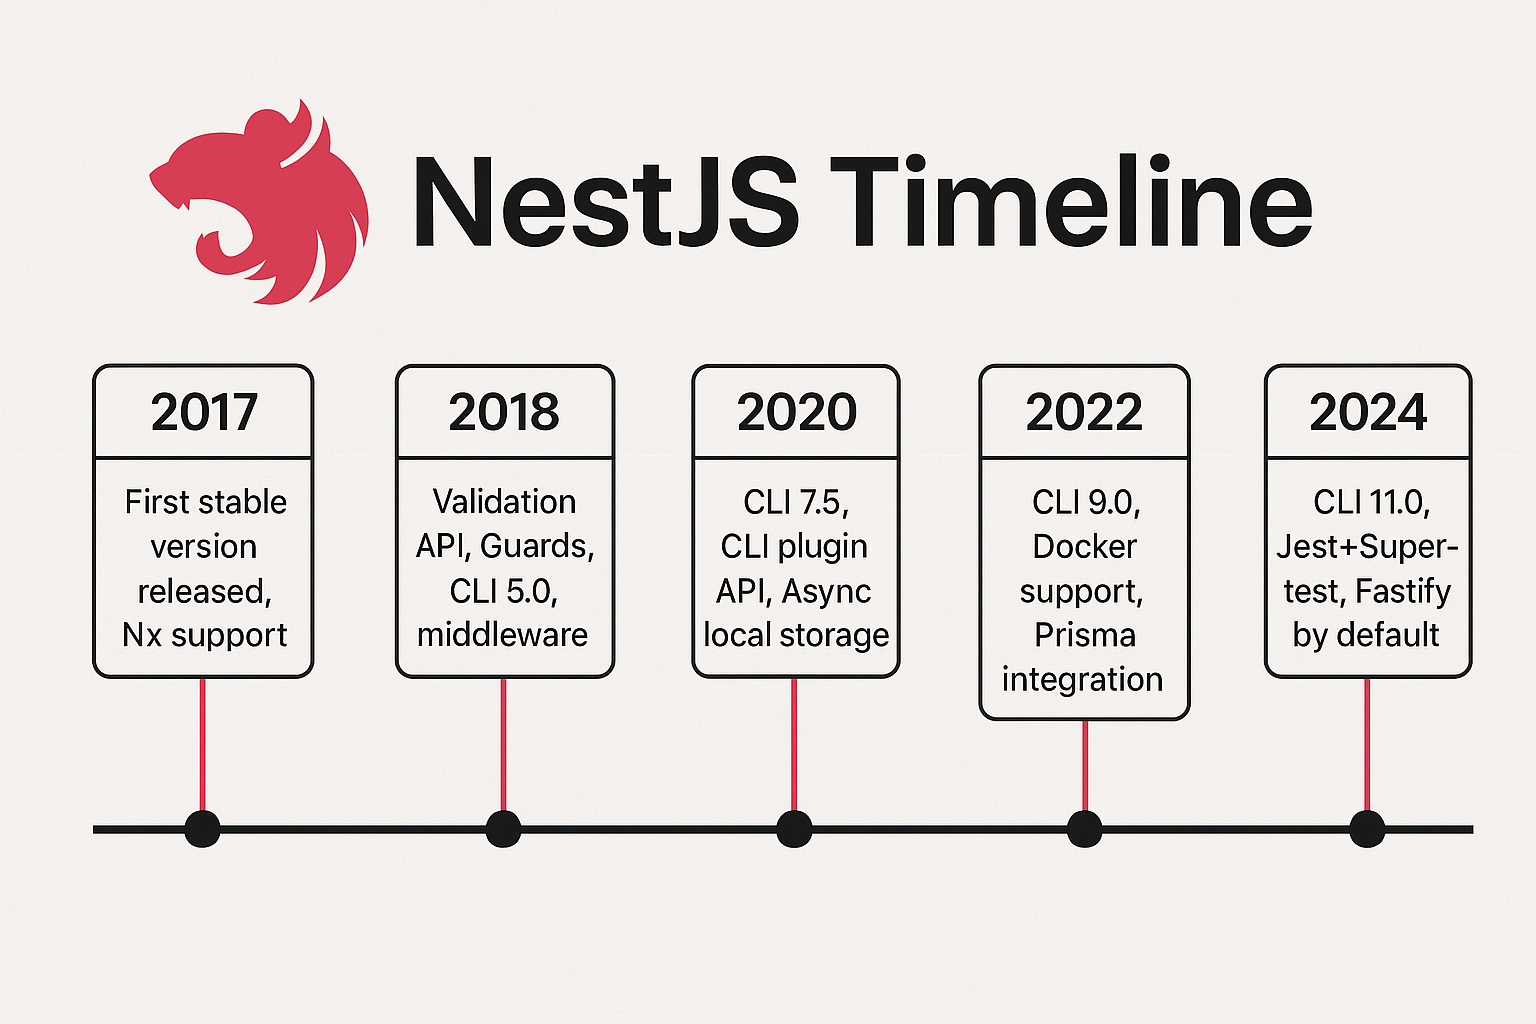 NestJS Timeline
2017
First stable
version
released,
Nx support
2018
Validation
API, Guards,
CLI 5.0,
middleware
2020
CLI 7.5,
CLI plugin
API, Async
local storage
2022
CLI 9.0,
Docker
support,
Prisma
integration
2024
CLI 11.0,
Jest+Super-
test, Fastify
by default